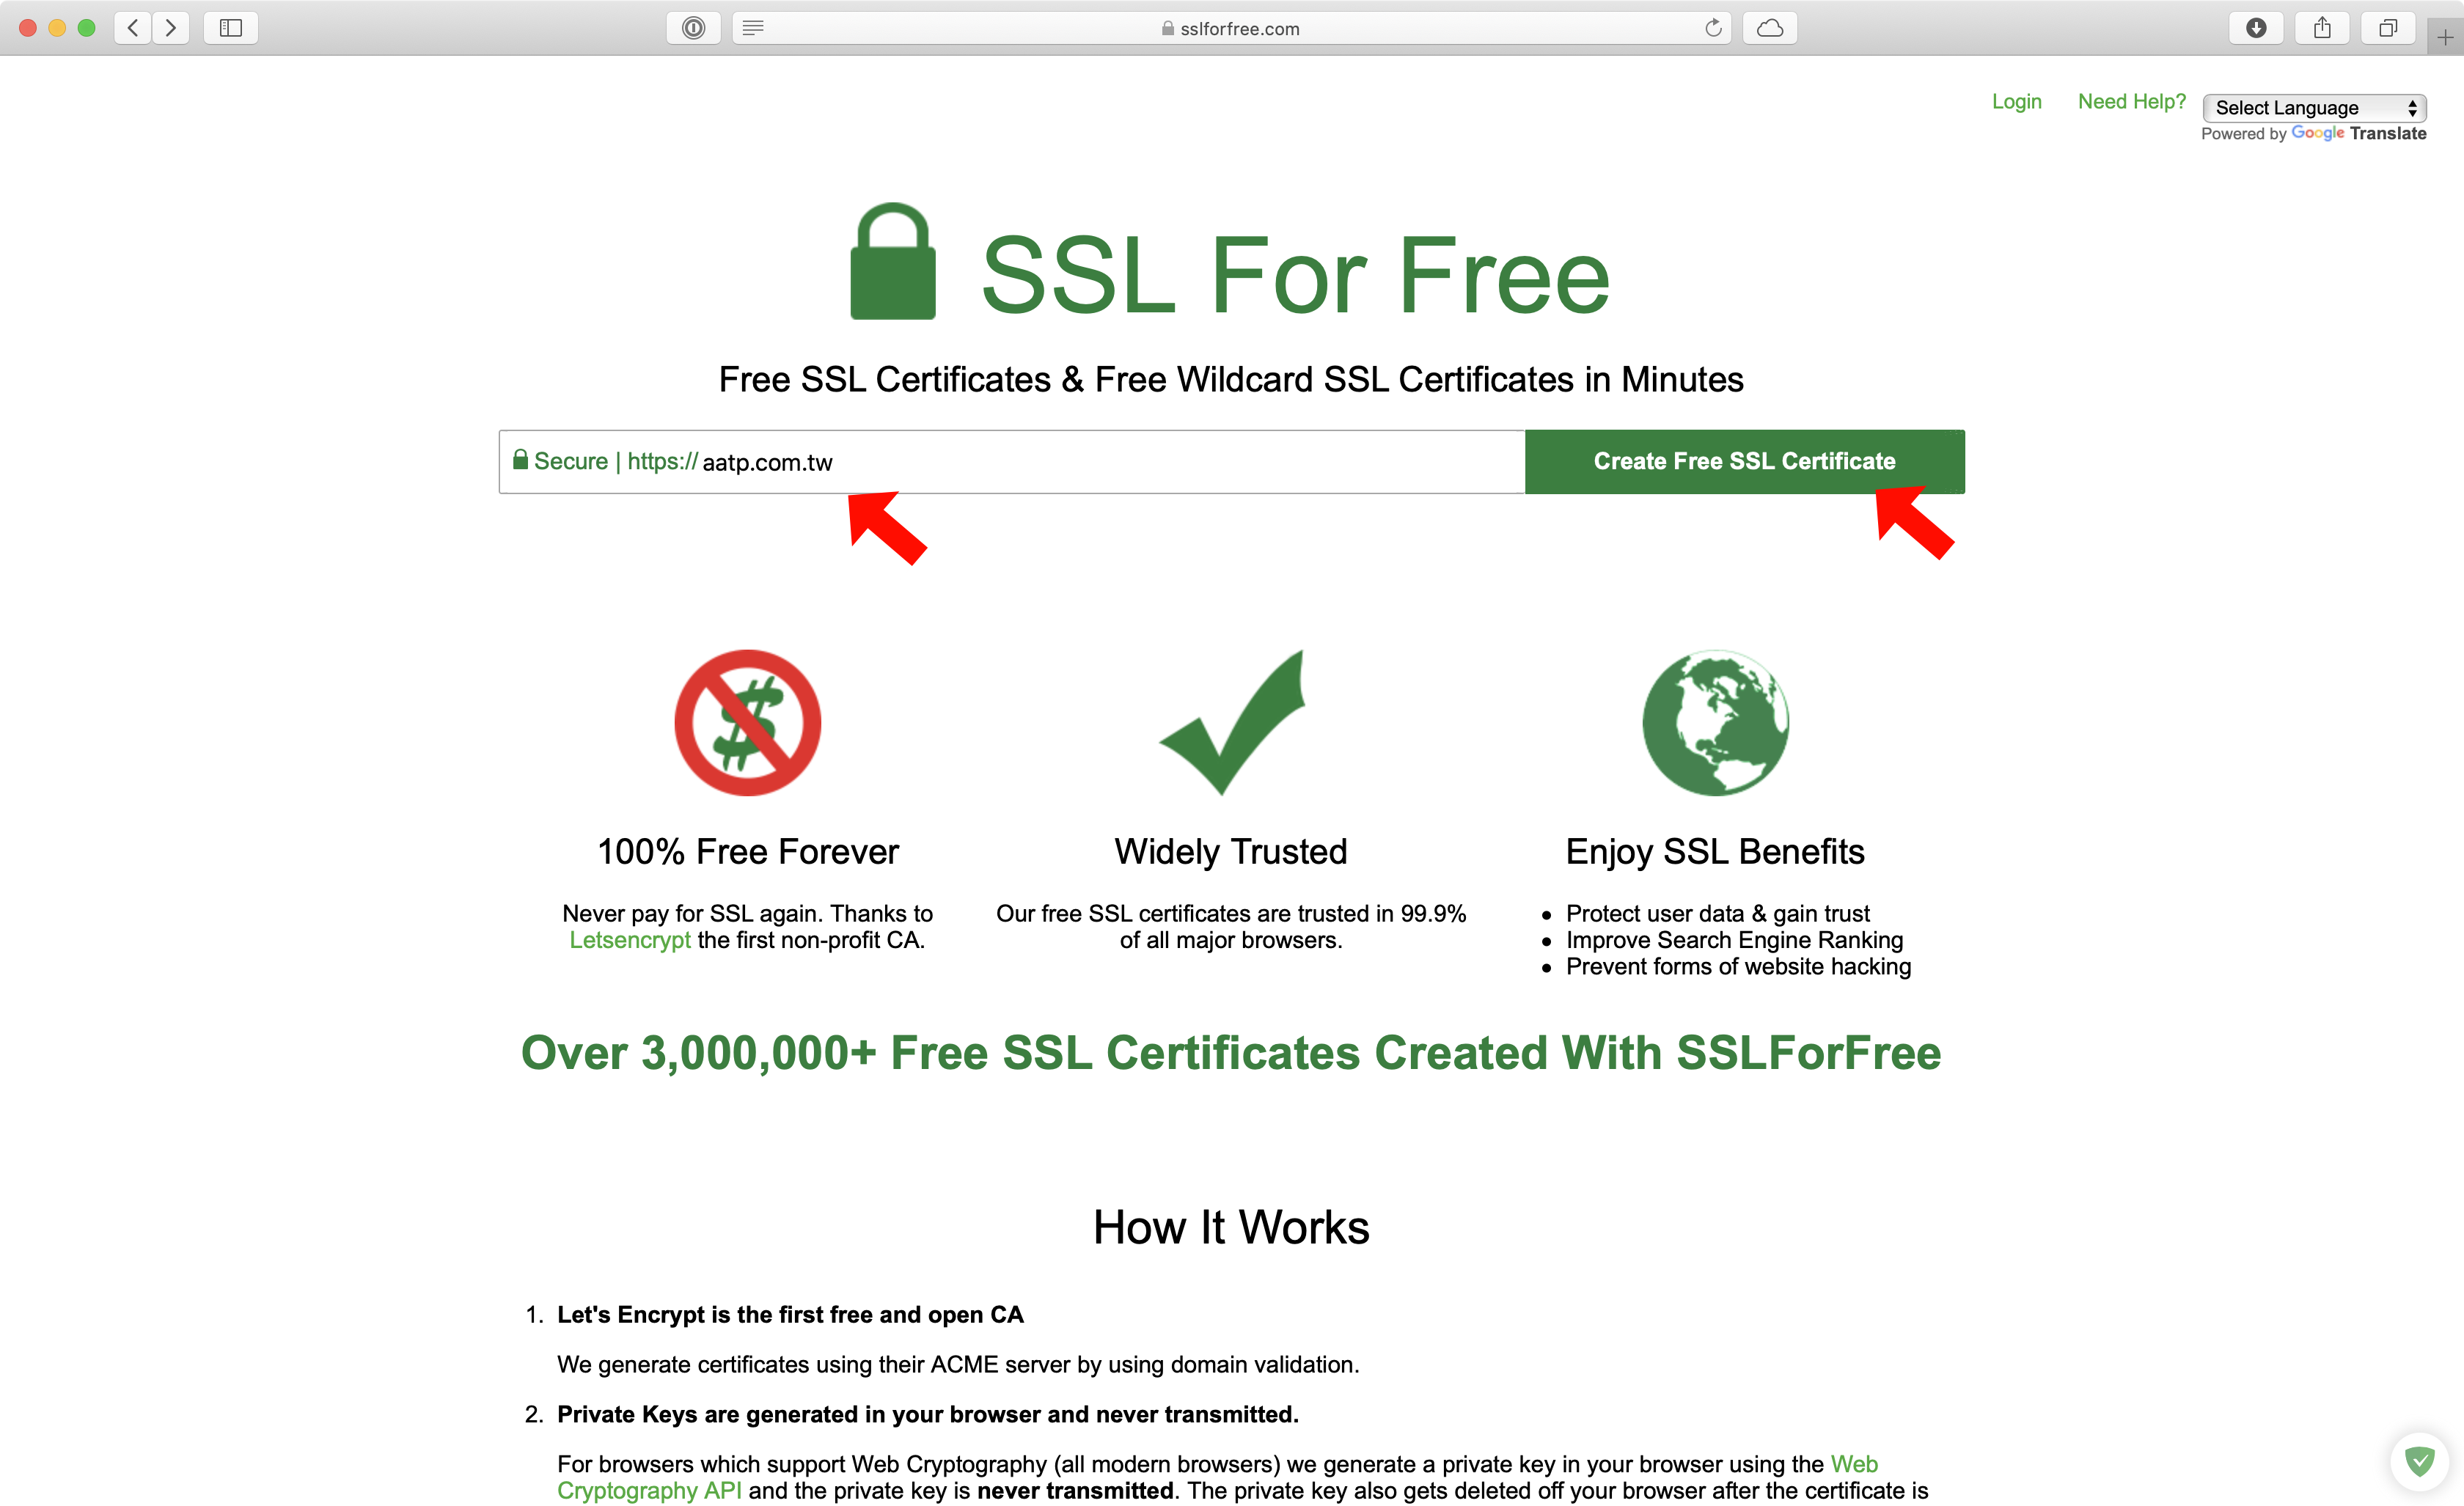 sslforfree.com
Login Need Help? Select Language
Powered by Google Translate
SSL For Free
Free SSL Certificates & Free Wildcard SSL Certificates in Minutes
Secure | https:// aatp.com.tw Create Free SSL Certificate
100% Free Forever
Never pay for SSL again. Thanks to
Letsencrypt the first non-profit CA.
Widely Trusted
Our free SSL certificates are trusted in 99.9%
of all major browsers.
Enjoy SSL Benefits
• Protect user data & gain trust
• Improve Search Engine Ranking
• Prevent forms of website hacking
Over 3,000,000+ Free SSL Certificates Created With SSLForFree
How It Works
1. Let's Encrypt is the first free and open CA
We generate certificates using their ACME server by using domain validation.
2. Private Keys are generated in your browser and never transmitted.
For browsers which support Web Cryptography (all modern browsers) we generate a private key in your browser using the Web
Cryptography API and the private key is never transmitted. The private key also gets deleted off your browser after the certificate is